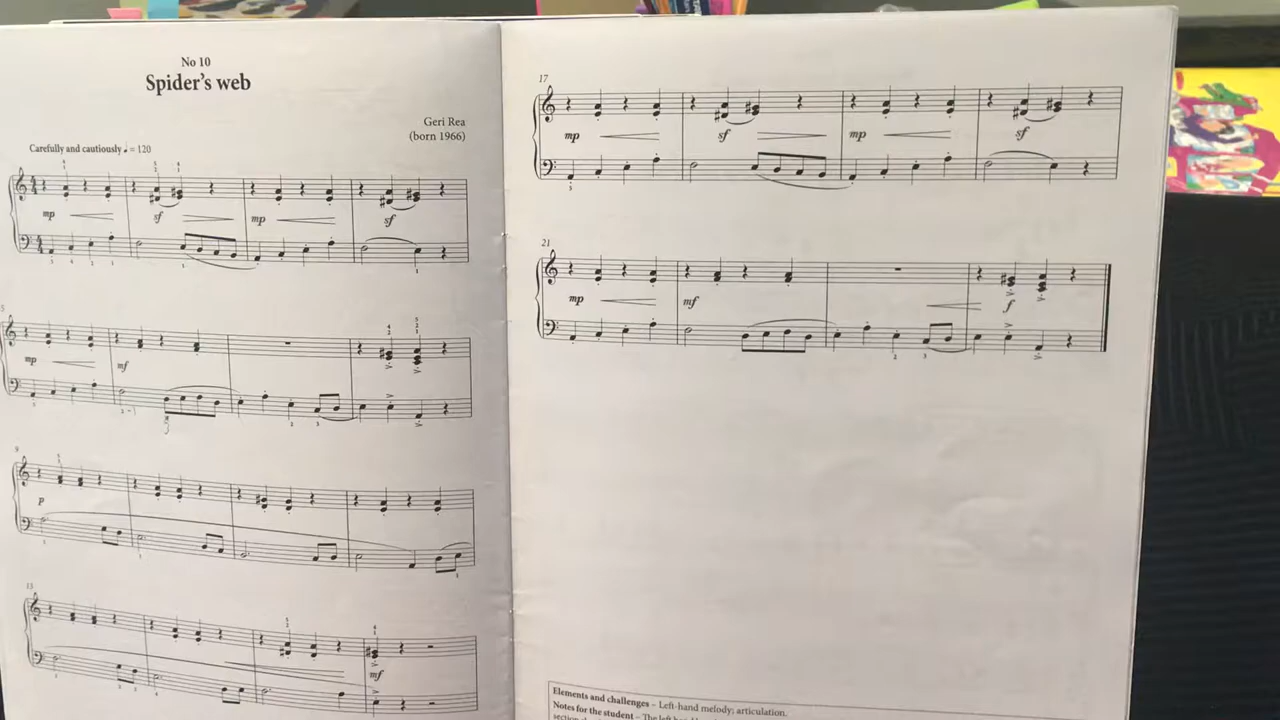 No 10
Spider's web
Geri Rea
(born 1966)
Carefully and cautiously ♩ = 120
mp sf mp sf
5
mp mf
9
p
13
mf
17
mp sf mp sf
21
mp mf f
Elements and challenges – Left-hand melody; articulation.
Notes for the student – The left